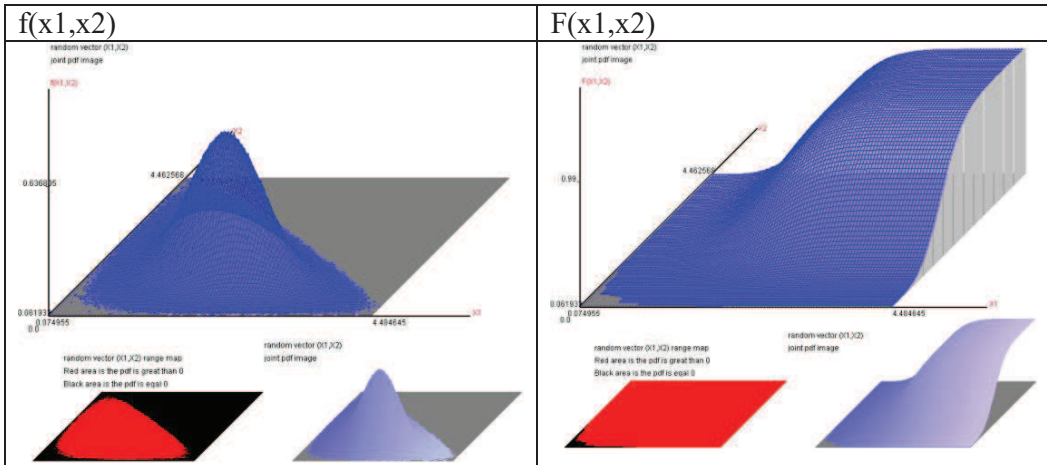 f(x1,x2)
random vector (X1,X2)
joint pdf image
f(X1,X2)
X2
4.462568
0.636805
0.061931
0.0
0.074955
4.484645
X1
random vector (X1,X2) range map
Red area is the pdf is great than 0
Black area is the pdf is eqal 0
random vector (X1,X2)
joint pdf image
F(x1,x2)
random vector (X1,X2)
joint pdf image
F(X1,X2)
X2
4.462568
0.99
0.061931
0.0
0.074955
4.484645
X1
random vector (X1,X2) range map
Red area is the pdf is great than 0
Black area is the pdf is eqal 0
random vector (X1,X2)
joint pdf image